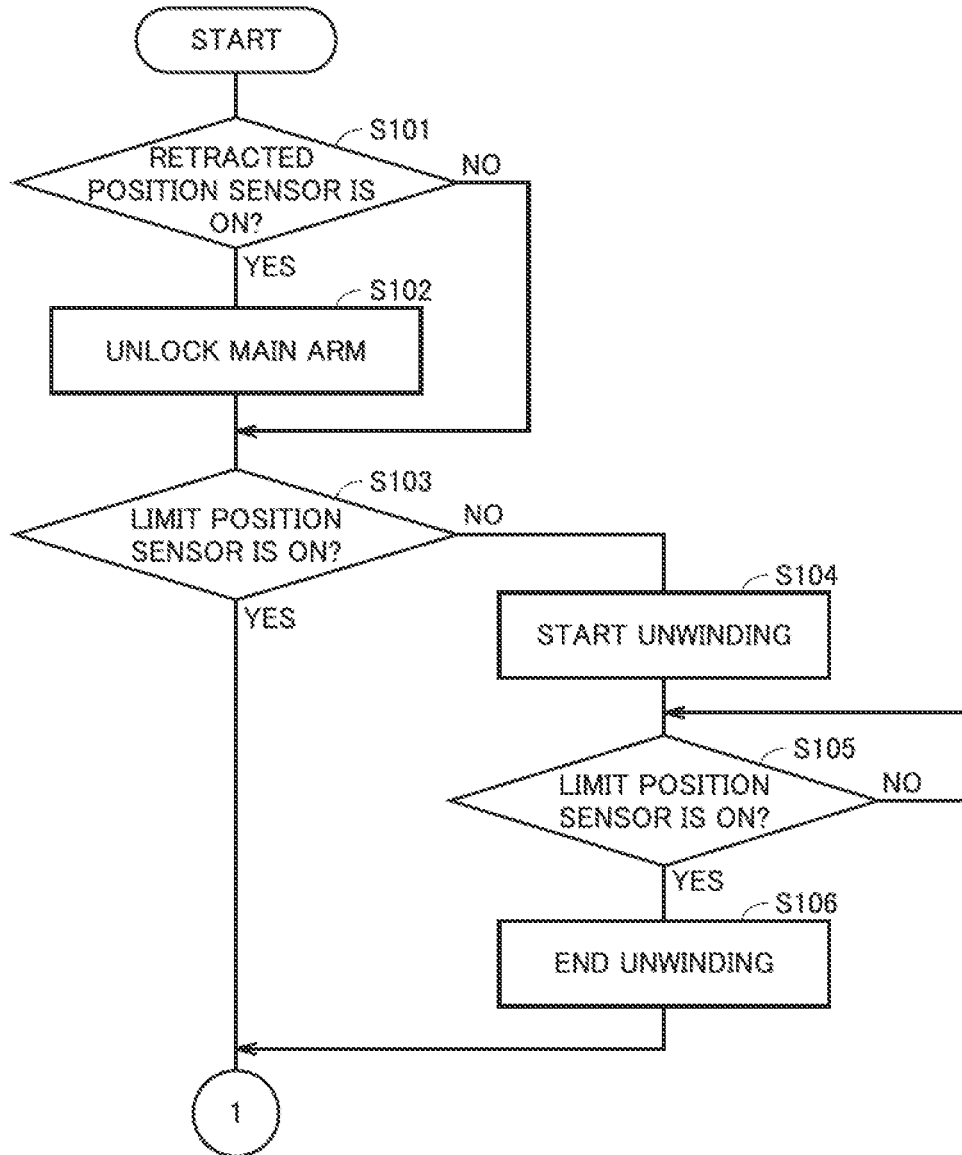 START
S101
RETRACTED
POSITION SENSOR IS
ON?
NO
YES
S102
UNLOCK MAIN ARM
S103
LIMIT POSITION
SENSOR IS ON?
NO
YES
S104
START UNWINDING
S105
LIMIT POSITION
SENSOR IS ON?
NO
YES
S106
END UNWINDING
1